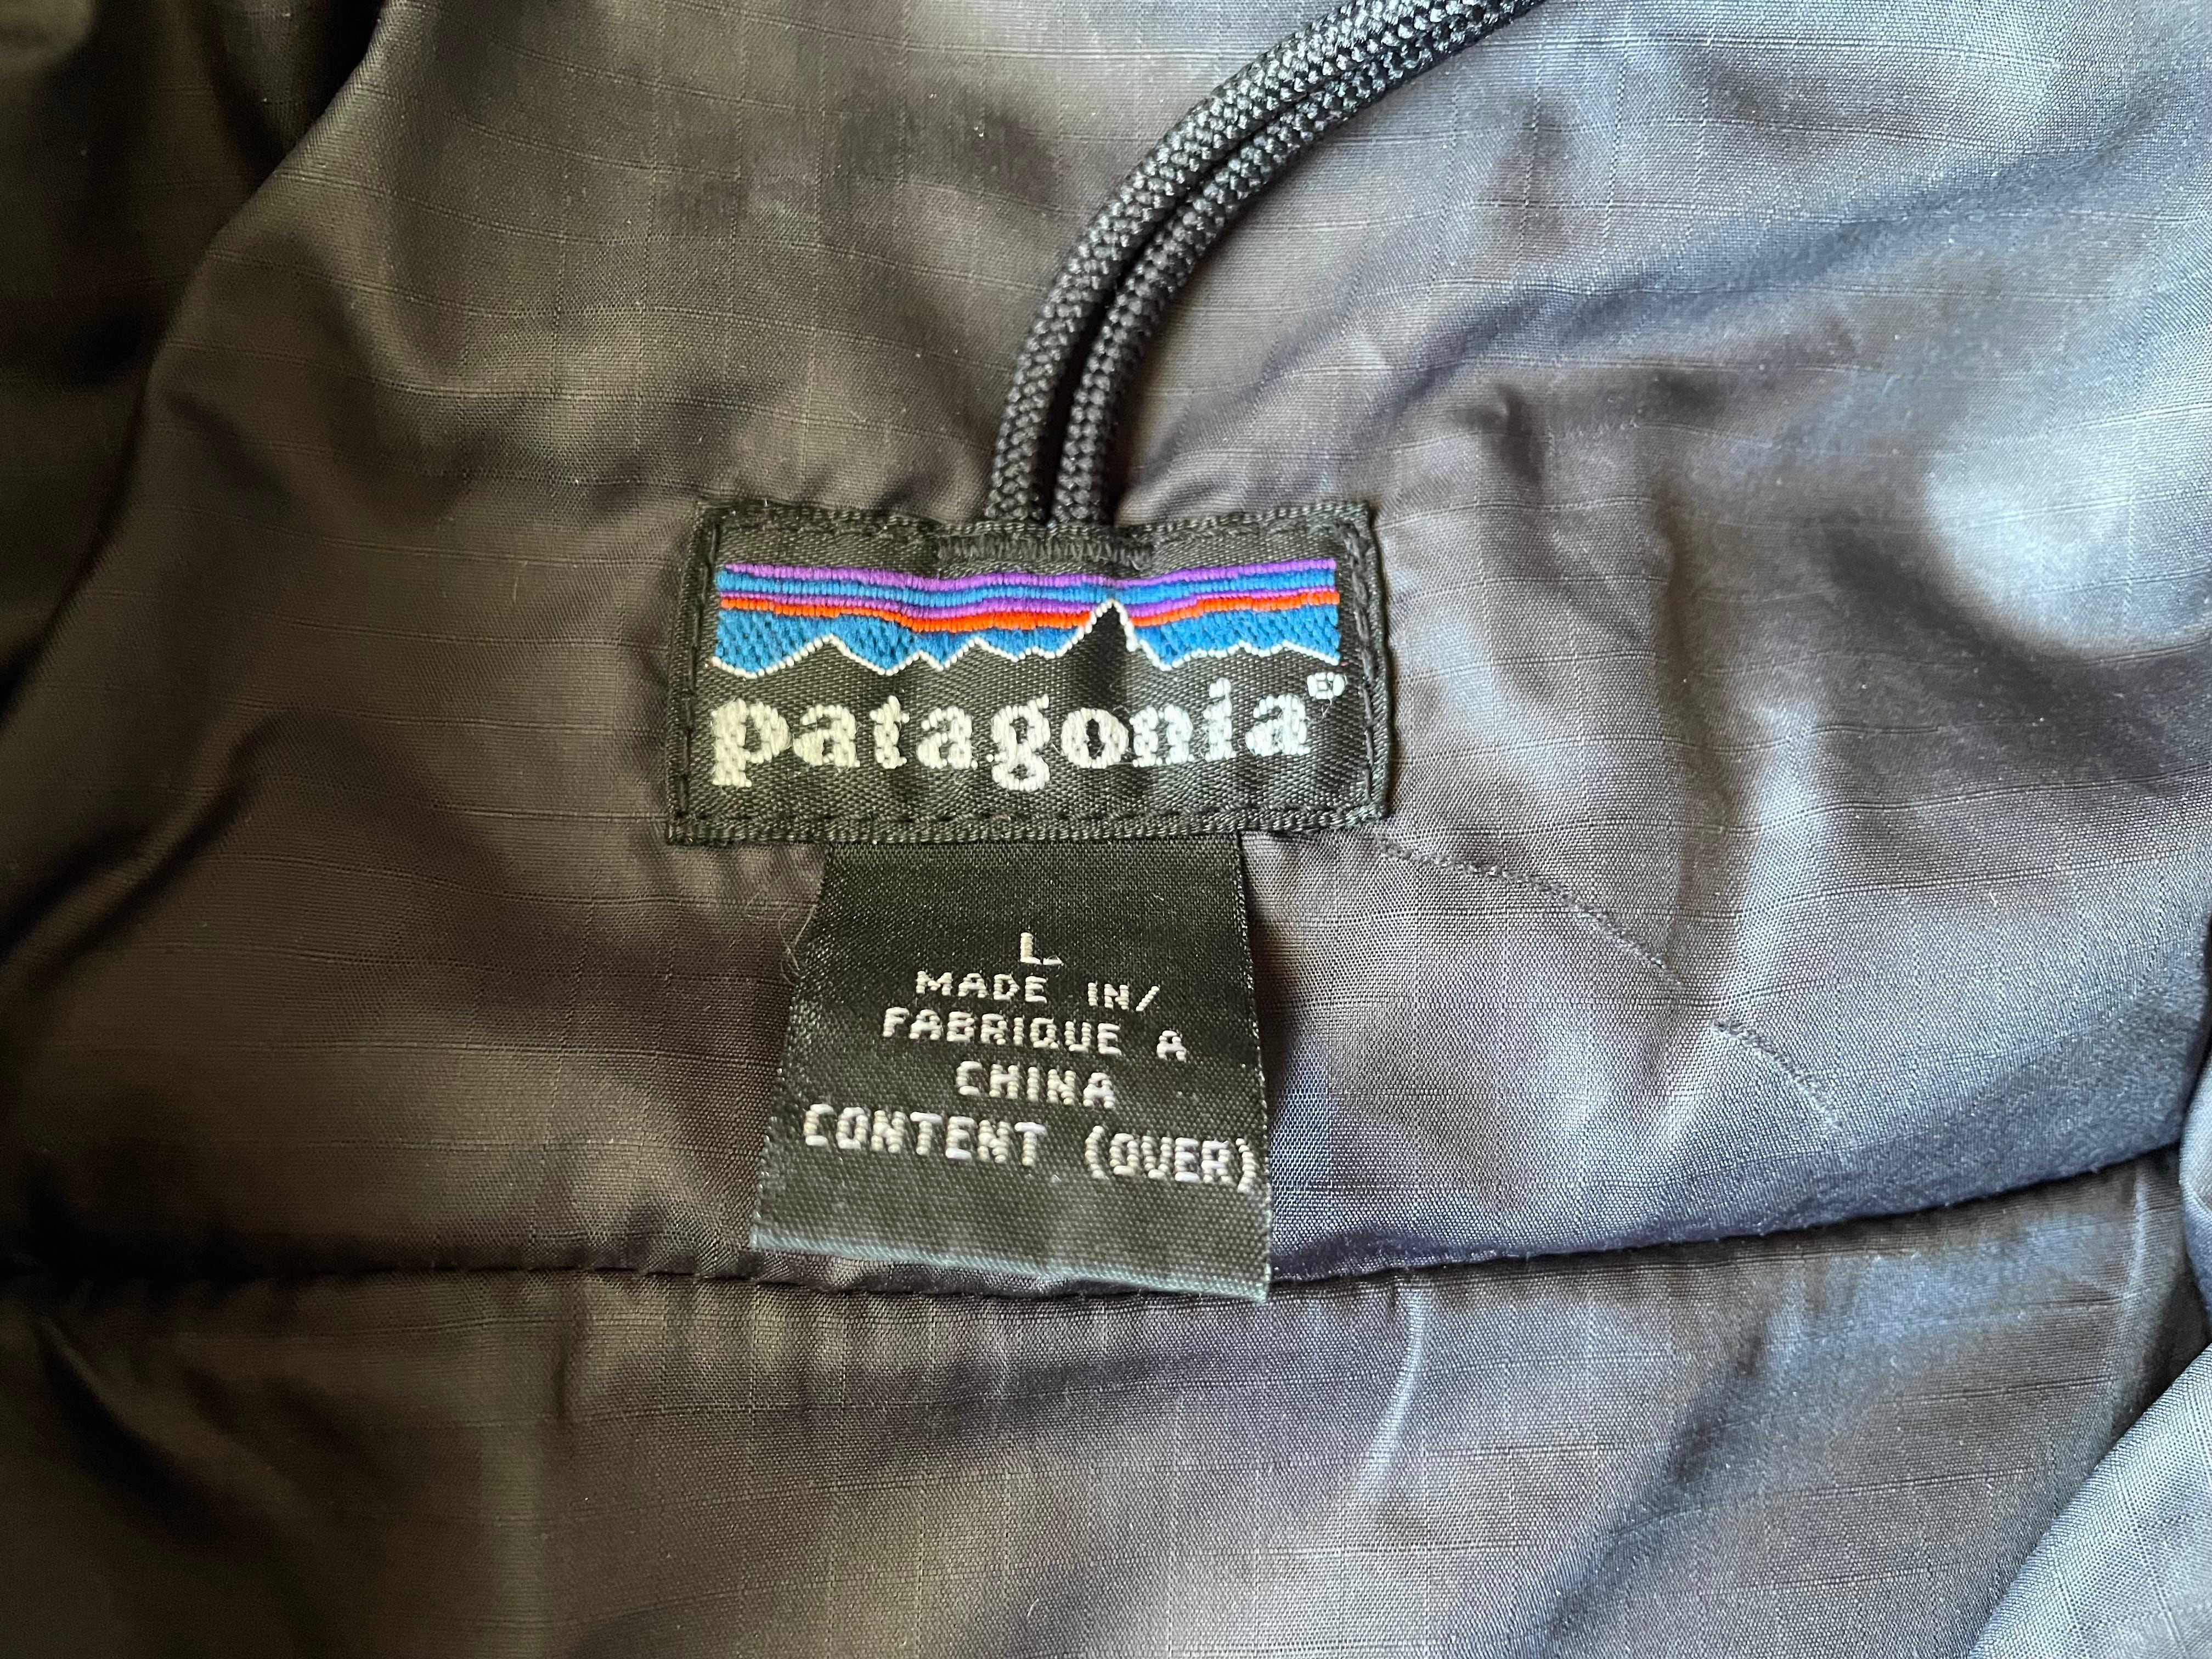 patagonia®
L
MADE IN/
FABRIQUE A
CHINA
CONTENT (OVER)